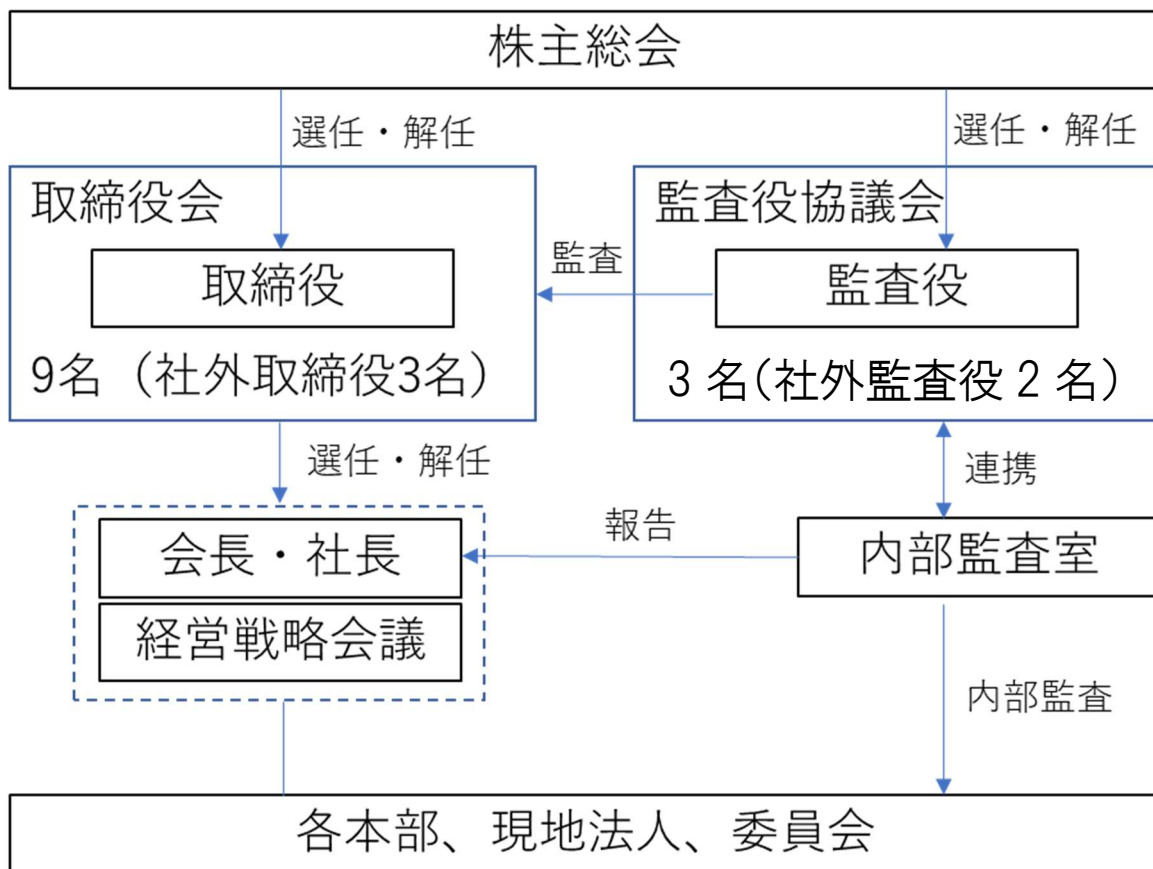 株主総会
選任・解任
選任・解任
取締役会
監査役協議会
取締役
監査
監査役
9名（社外取締役3名）
3 名（社外監査役 2 名）
選任・解任
連携
会長・社長
報告
内部監査室
経営戦略会議
内部監査
各本部、現地法人、委員会